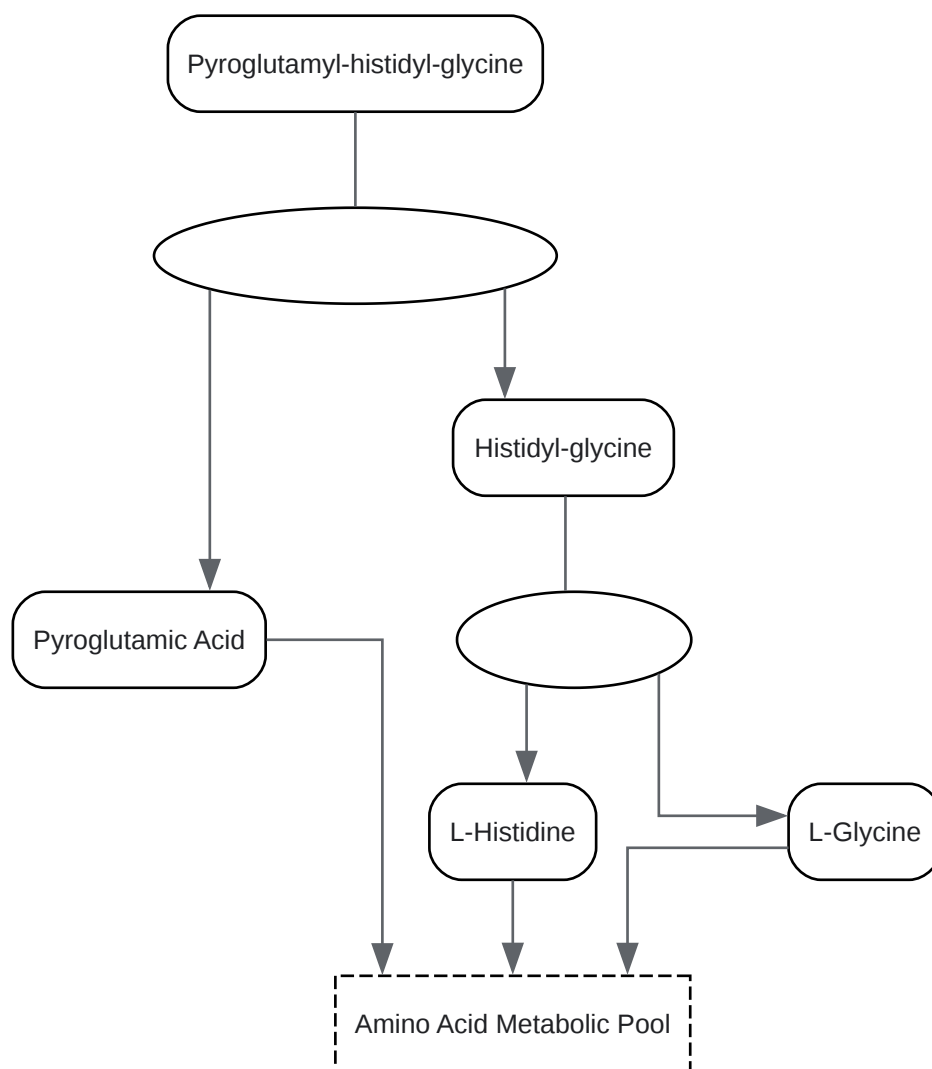 Pyroglutamyl-histidyl-glycine
Histidyl-glycine
Pyroglutamic Acid
L-Histidine
L-Glycine
Amino Acid Metabolic Pool